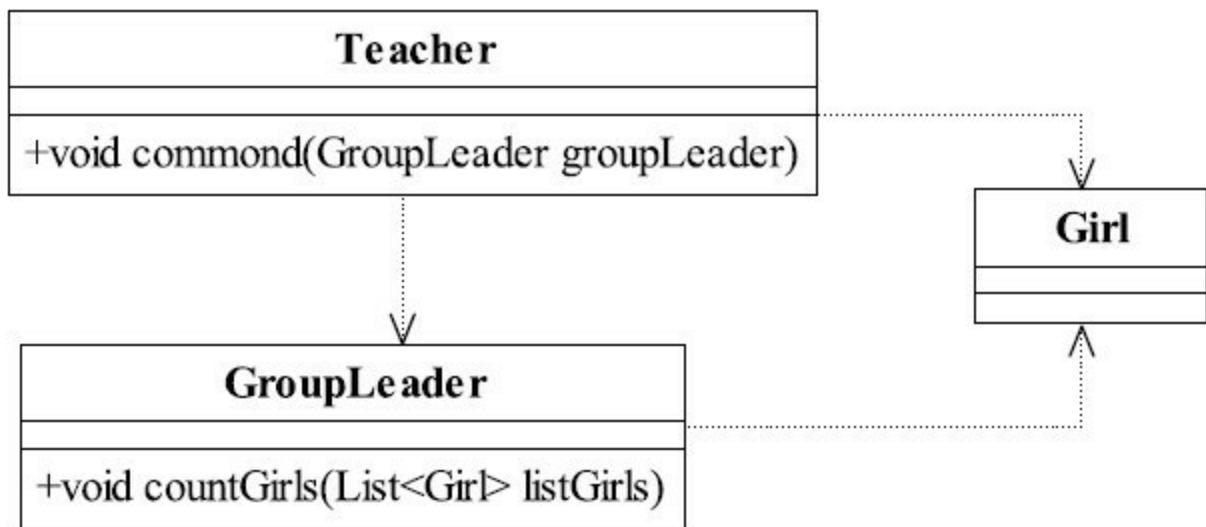 Teacher
+void commond(GroupLeader groupLeader)
Girl
GroupLeader
+void countGirls(List<Girl> listGirls)